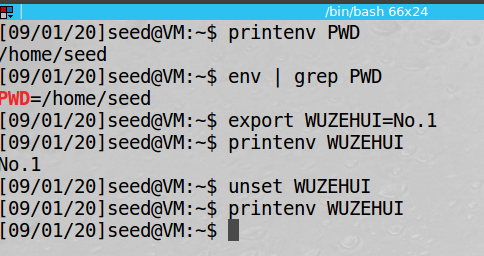 /bin/bash 66x24
[09/01/20]seed@VM:~$ printenv PWD
/home/seed
[09/01/20]seed@VM:~$ env | grep PWD
PWD=/home/seed
[09/01/20]seed@VM:~$ export WUZEHUI=No.1
[09/01/20]seed@VM:~$ printenv WUZEHUI
No.1
[09/01/20]seed@VM:~$ unset WUZEHUI
[09/01/20]seed@VM:~$ printenv WUZEHUI
[09/01/20]seed@VM:~$